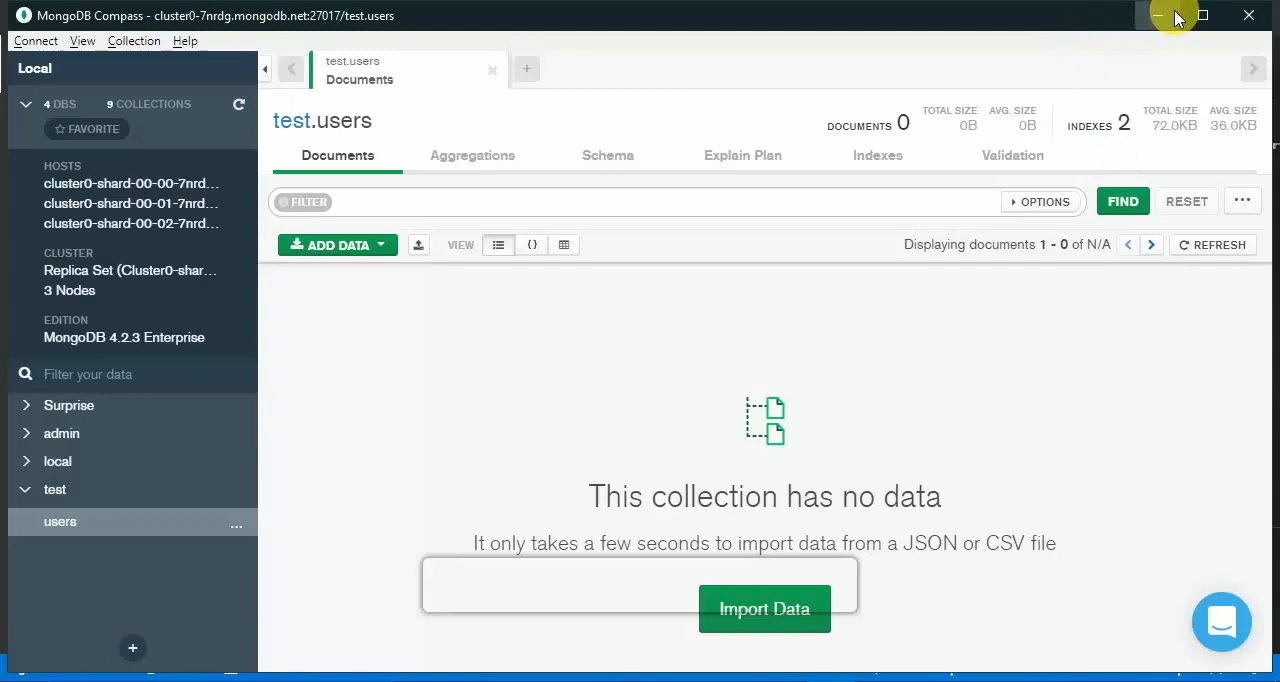 MongoDB Compass - cluster0-7nrdg.mongodb.net:27017/test.users
Connect View Collection Help
Local
4 DBS 9 COLLECTIONS
FAVORITE
HOSTS
cluster0-shard-00-00-7nrd...
cluster0-shard-00-01-7nrd...
cluster0-shard-00-02-7nrd...
CLUSTER
Replica Set (Cluster0-shar...
3 Nodes
EDITION
MongoDB 4.2.3 Enterprise
Filter your data
Surprise
admin
local
test
users ...
+
test.users
Documents
+
test.users
DOCUMENTS 0 TOTAL SIZE 0B AVG. SIZE 0B INDEXES 2 TOTAL SIZE 72.0KB AVG. SIZE 36.0KB
Documents Aggregations Schema Explain Plan Indexes Validation
FILTER OPTIONS FIND RESET ...
ADD DATA VIEW {} Displaying documents 1 - 0 of N/A < > REFRESH
This collection has no data
It only takes a few seconds to import data from a JSON or CSV file
Import Data